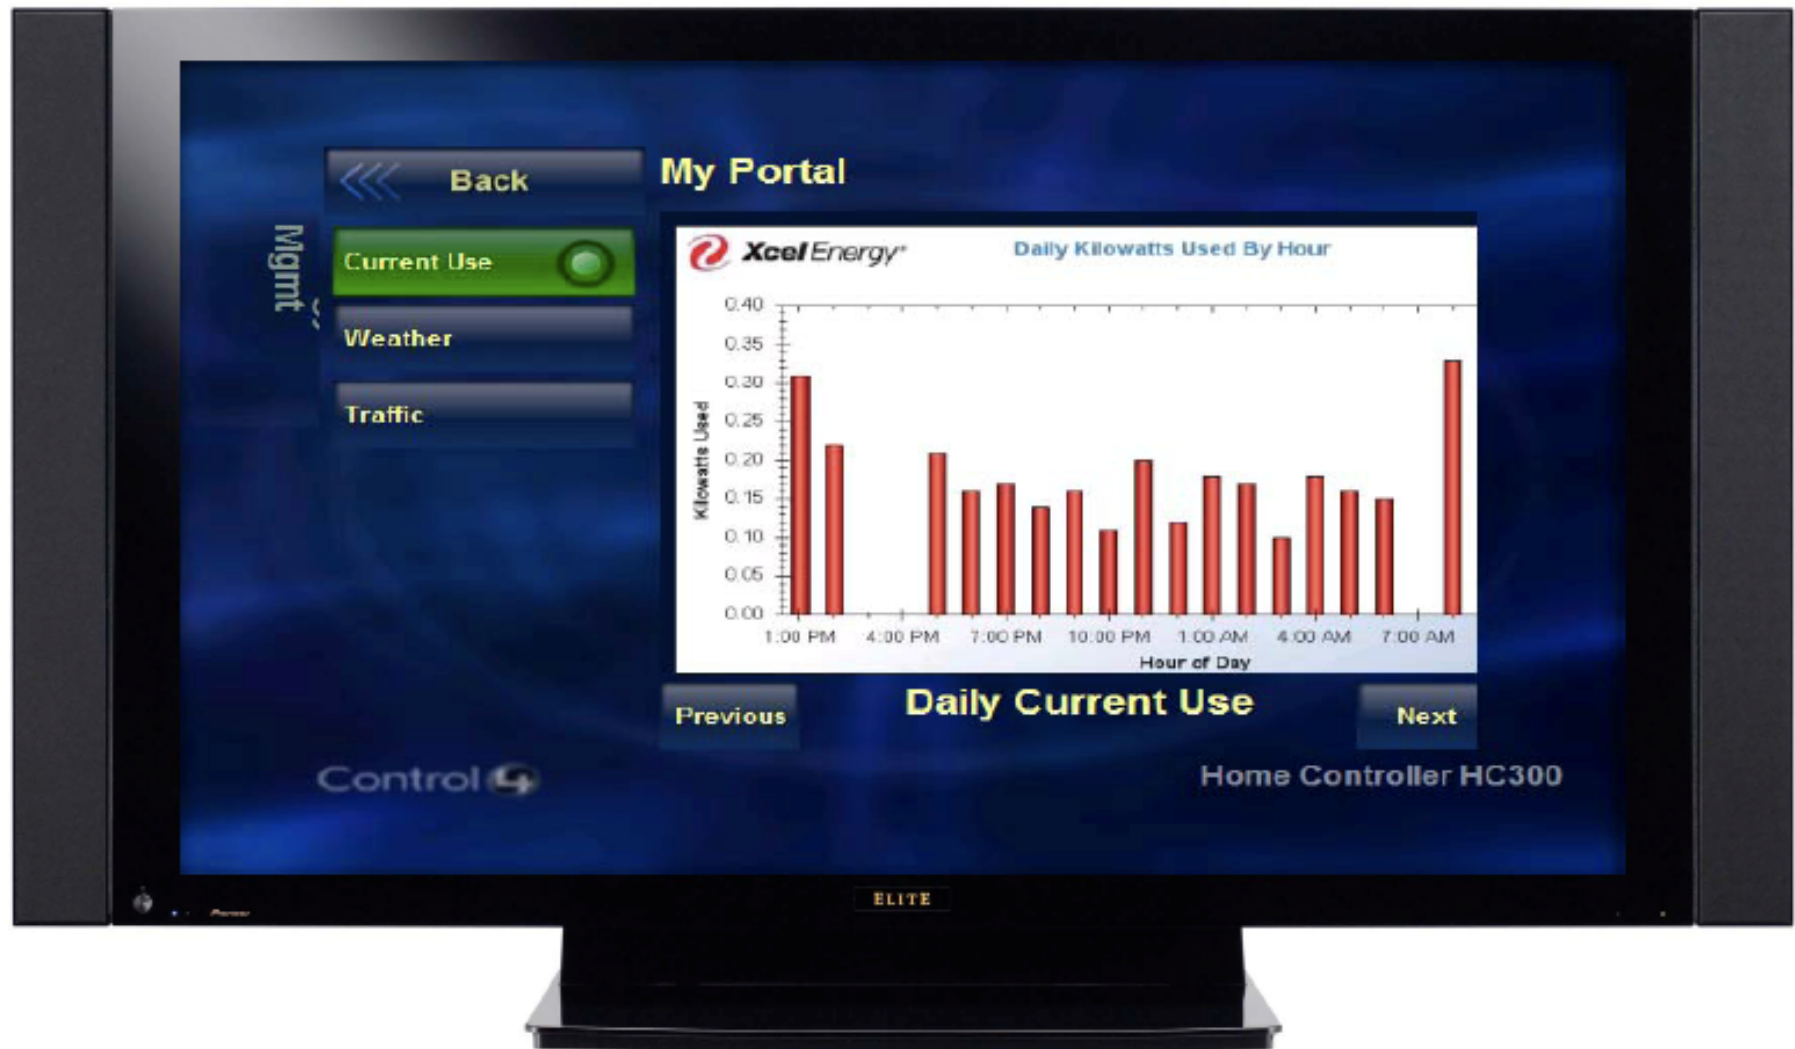 Back
My Portal
Mgmt
Current Use
Weather
Traffic
Xcel Energy®
Daily Kilowatts Used By Hour
0.40
0.35
0.30
0.25
0.20
0.15
0.10
0.05
0.00
Kilowatts Used
1:00 PM 4:00 PM 7:00 PM 10:00 PM 1:00 AM 4:00 AM 7:00 AM
Hour of Day
Previous
Daily Current Use
Next
Control4
Home Controller HC300
ELITE
Pioneer